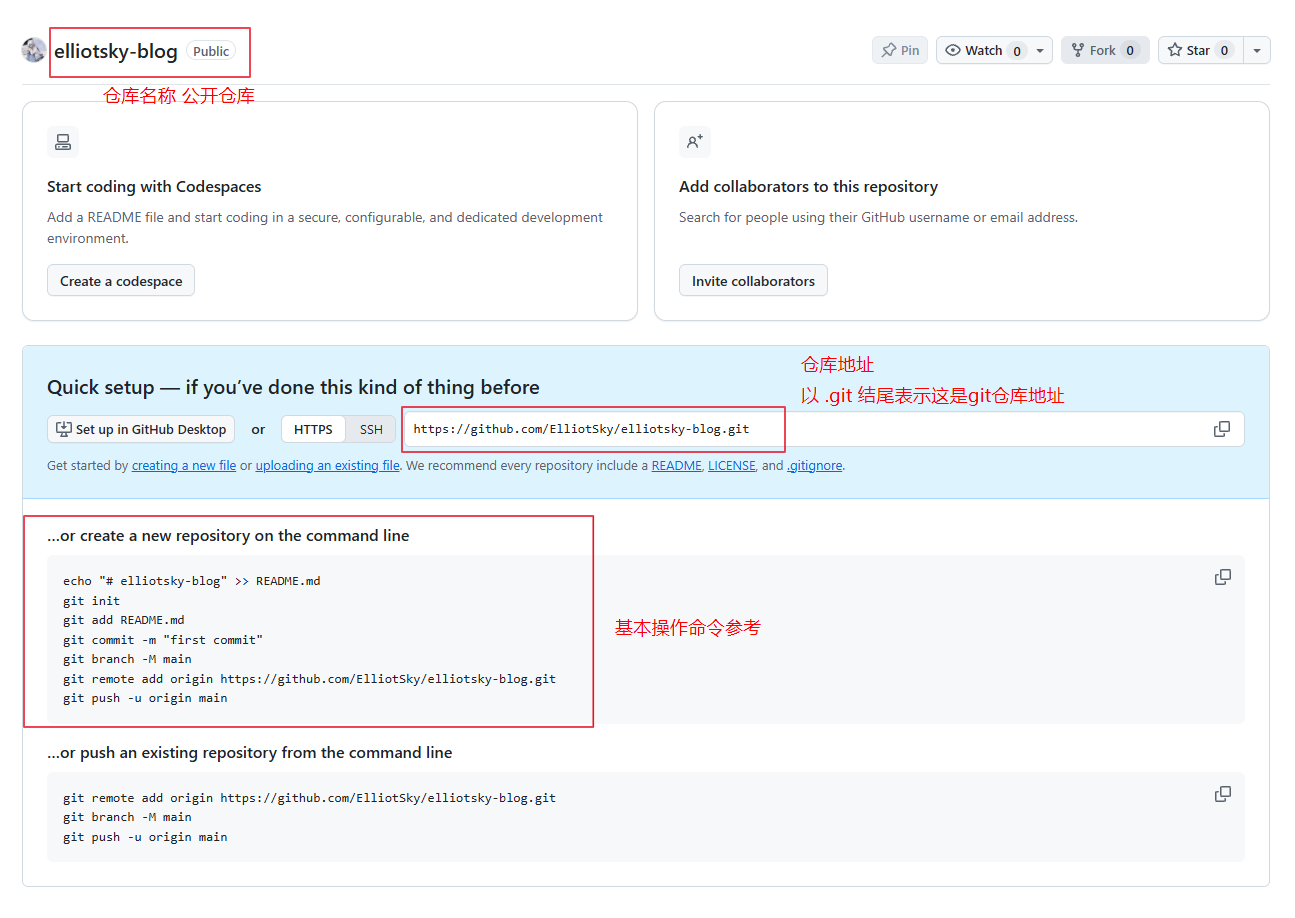 elliotsky-blog Public
Pin Watch 0 Fork 0 Star 0
仓库名称 公开仓库
Start coding with Codespaces
Add a README file and start coding in a secure, configurable, and dedicated development
environment.
Create a codespace
Add collaborators to this repository
Search for people using their GitHub username or email address.
Invite collaborators
仓库地址
以 .git 结尾表示这是git仓库地址
Quick setup — if you’ve done this kind of thing before
Set up in GitHub Desktop or HTTPS SSH https://github.com/ElliotSky/elliotsky-blog.git
Get started by creating a new file or uploading an existing file. We recommend every repository include a README, LICENSE, and .gitignore.
…or create a new repository on the command line
echo "# elliotsky-blog" >> README.md
git init
git add README.md
git commit -m "first commit"
git branch -M main
git remote add origin https://github.com/ElliotSky/elliotsky-blog.git
git push -u origin main
基本操作命令参考
…or push an existing repository from the command line
git remote add origin https://github.com/ElliotSky/elliotsky-blog.git
git branch -M main
git push -u origin main